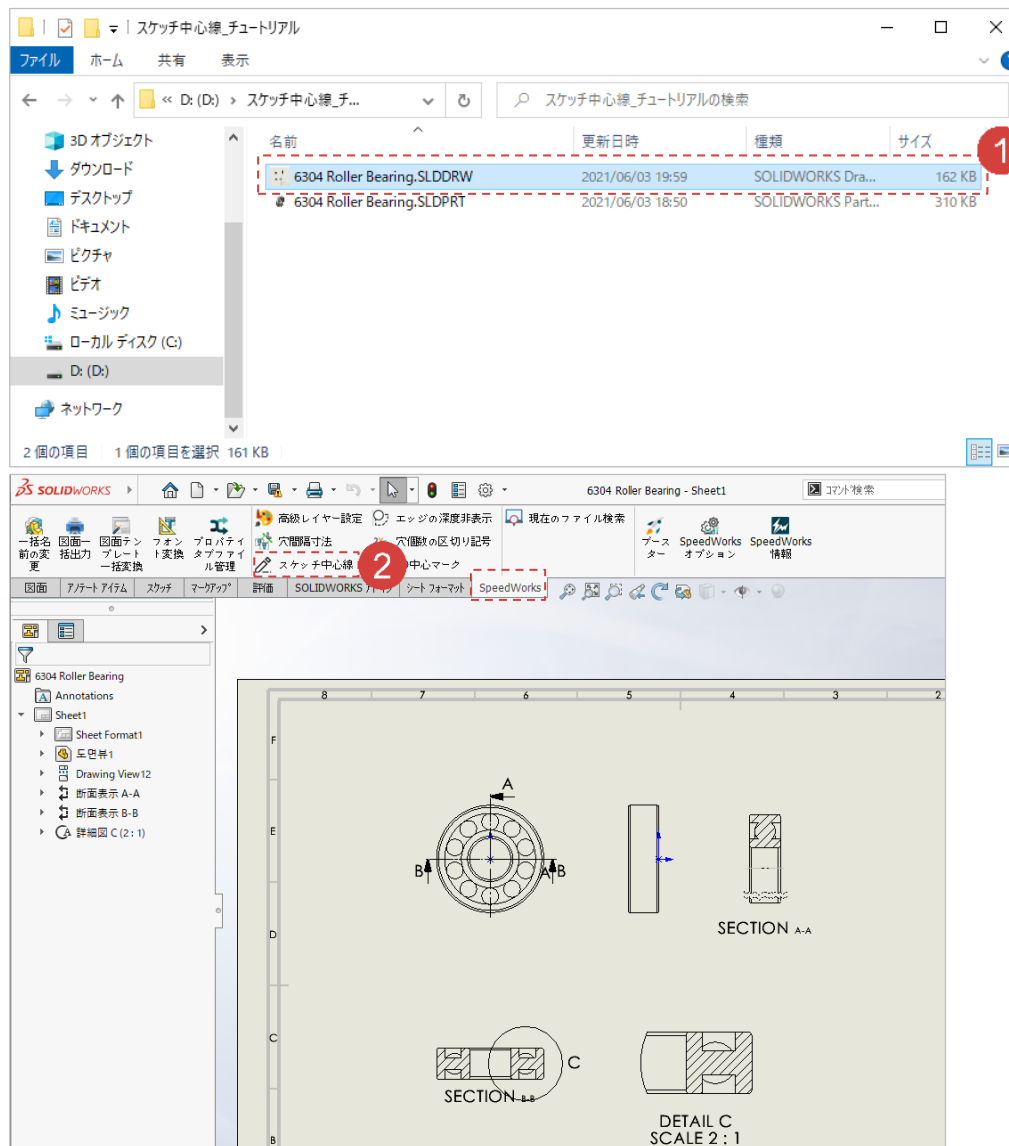 スケッチ中心線_チュートリアル
ファイル ホーム 共有 表示
« D: (D:) › スケッチ中心線_チ... スケッチ中心線_チュートリアルの検索
3D オブジェクト
ダウンロード
デスクトップ
ドキュメント
ピクチャ
ビデオ
ミュージック
ローカル ディスク (C:)
D: (D:)
ネットワーク
名前 更新日時 種類 サイズ
1
6304 Roller Bearing.SLDDRW 2021/06/03 19:59 SOLIDWORKS Dra... 162 KB
6304 Roller Bearing.SLDPRT 2021/06/03 18:50 SOLIDWORKS Part... 310 KB
2 個の項目 1 個の項目を選択 161 KB
SOLIDWORKS 6304 Roller Bearing - Sheet1 コマンド検索
一括名前の変更
図面一括出力
図面テンプレート一括変換
フォント変換
プロパティタブファイル管理
高級レイヤー設定 エッジの深度非表示 現在のファイル検索
穴間隔寸法 穴個数の区切り記号
スケッチ中心線 2 中心マーク
ブースター
SpeedWorks オプション
SpeedWorks 情報
図面 アノテート アイテム スケッチ マークアップ 評価 SOLIDWORKS シート フォーマット SpeedWorks
6304 Roller Bearing
Annotations
Sheet1
Sheet Format1
도면뷰1
Drawing View12
断面表示 A-A
断面表示 B-B
詳細図 C (2 : 1)
8 7 6 5 4 3 2
F
E
D
C
B
A
B A B
SECTION A-A
C
SECTION B-B
DETAIL C
SCALE 2 : 1